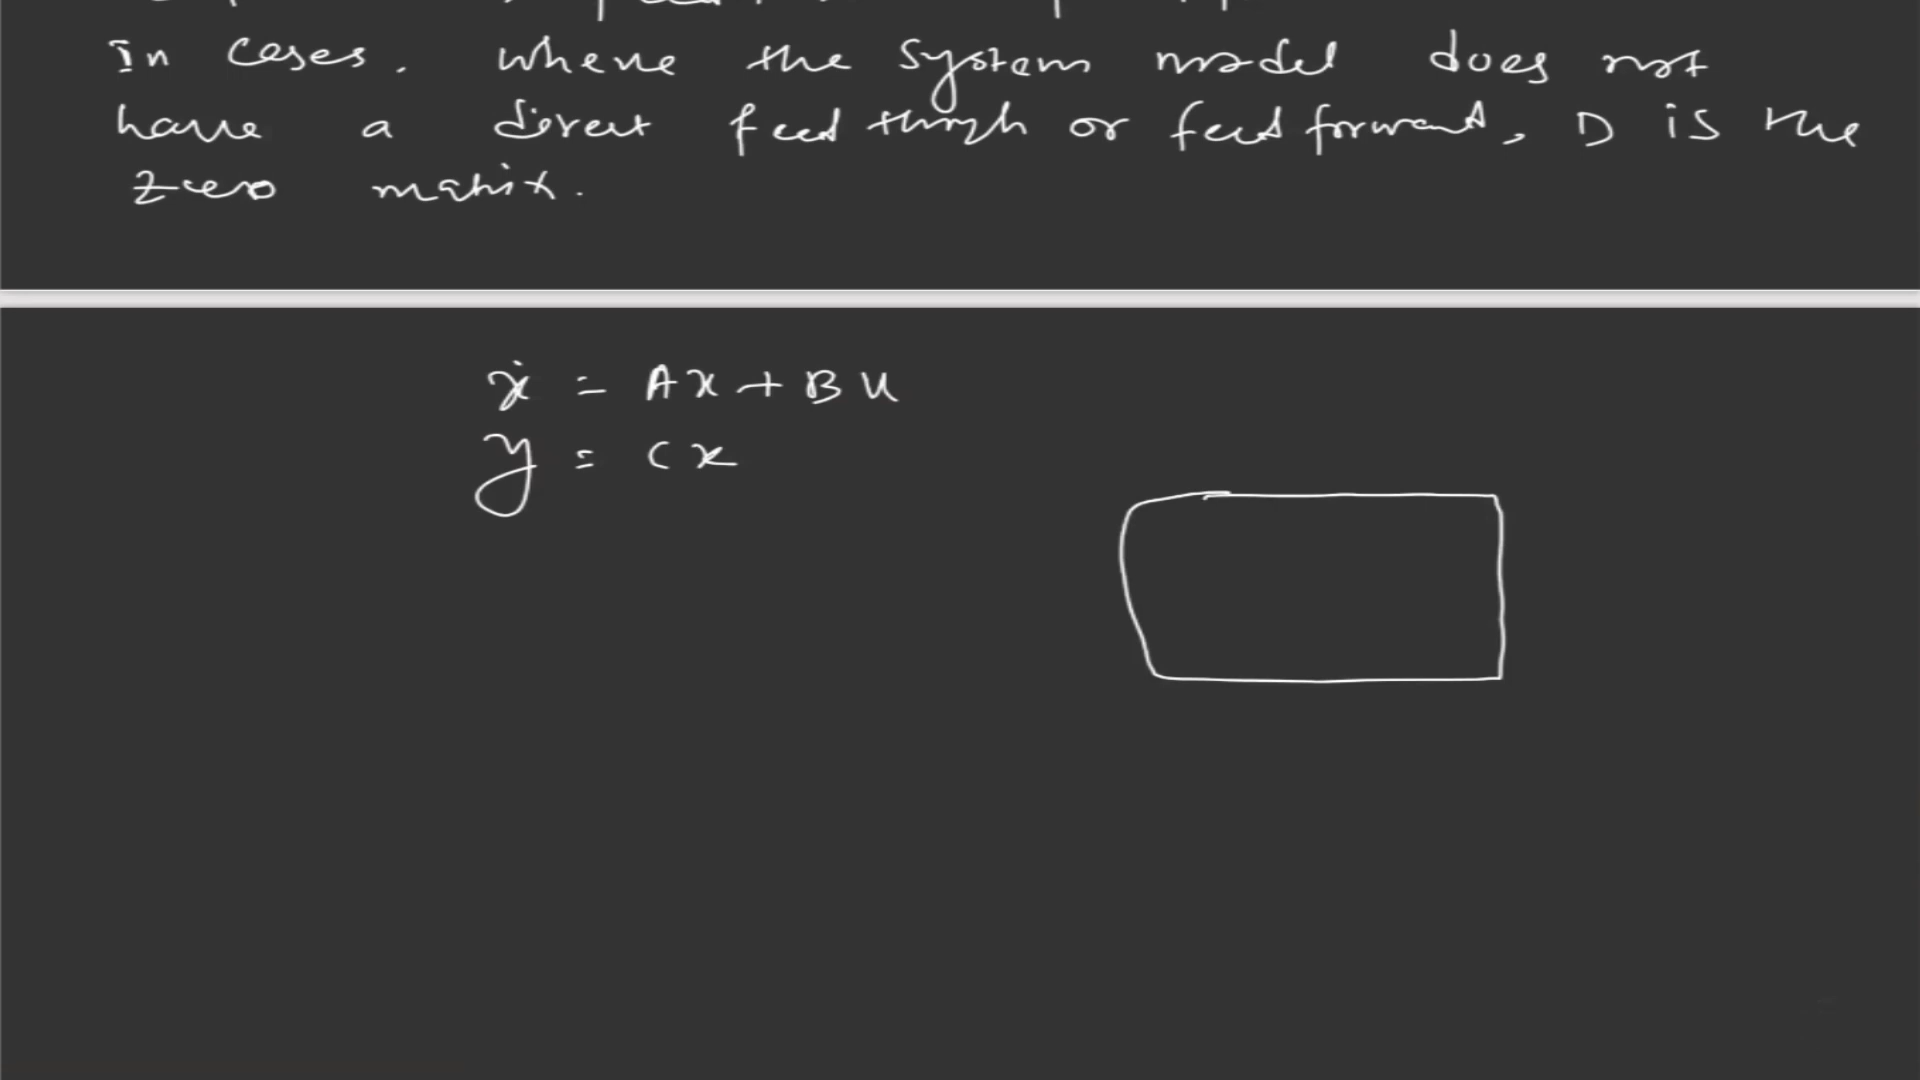 In cases. where the system model does not
have a direct feed through or feed forward, D is the
zero matrix.
ẋ = Ax + Bu
y = Cx